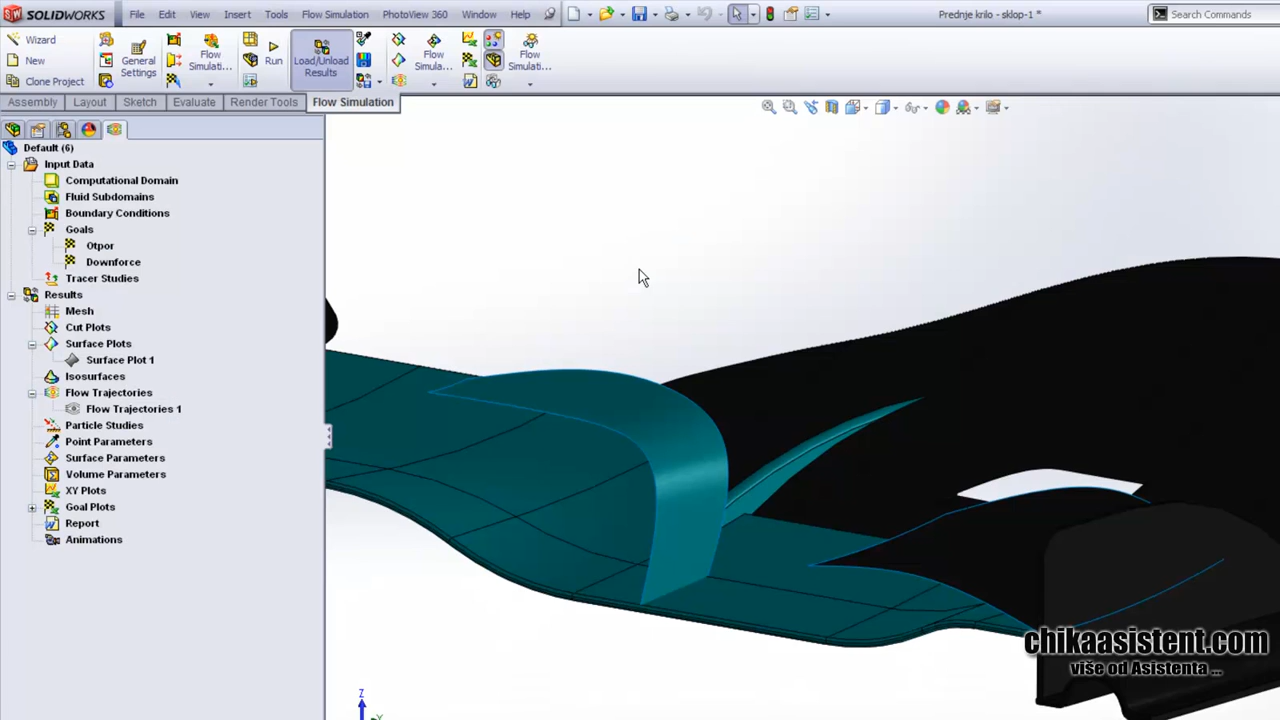 SOLIDWORKS
File Edit View Insert Tools Flow Simulation PhotoView 360 Window Help
Prednje krilo - sklop-1 *
Search Commands
Wizard
New
Clone Project
General Settings
Flow Simulati...
Run
Load/Unload Results
Flow Simulati...
Flow Simulati...
Assembly Layout Sketch Evaluate Render Tools Flow Simulation
Default (6)
Input Data
Computational Domain
Fluid Subdomains
Boundary Conditions
Goals
Otpor
Downforce
Tracer Studies
Results
Mesh
Cut Plots
Surface Plots
Surface Plot 1
Isosurfaces
Flow Trajectories
Flow Trajectories 1
Particle Studies
Point Parameters
Surface Parameters
Volume Parameters
XY Plots
Goal Plots
Report
Animations
chikaasistent.com
više od Asistenta ...
Z
Y